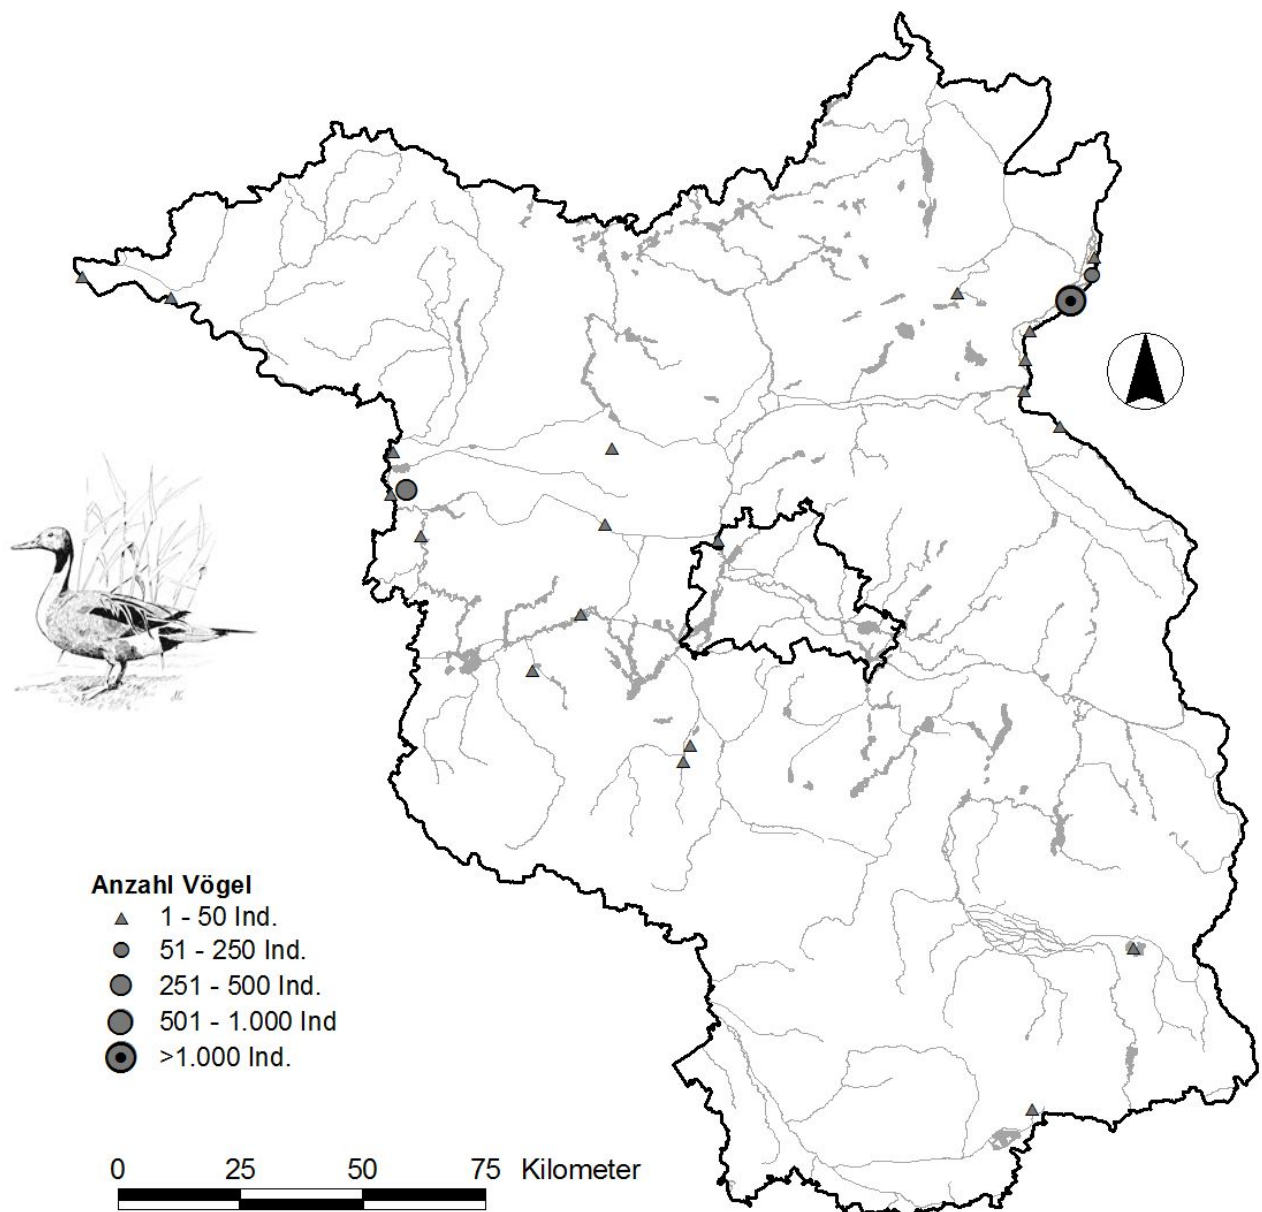 Anzahl Vögel
1 - 50 Ind.
51 - 250 Ind.
251 - 500 Ind.
501 - 1.000 Ind
>1.000 Ind.
0 25 50 75 Kilometer